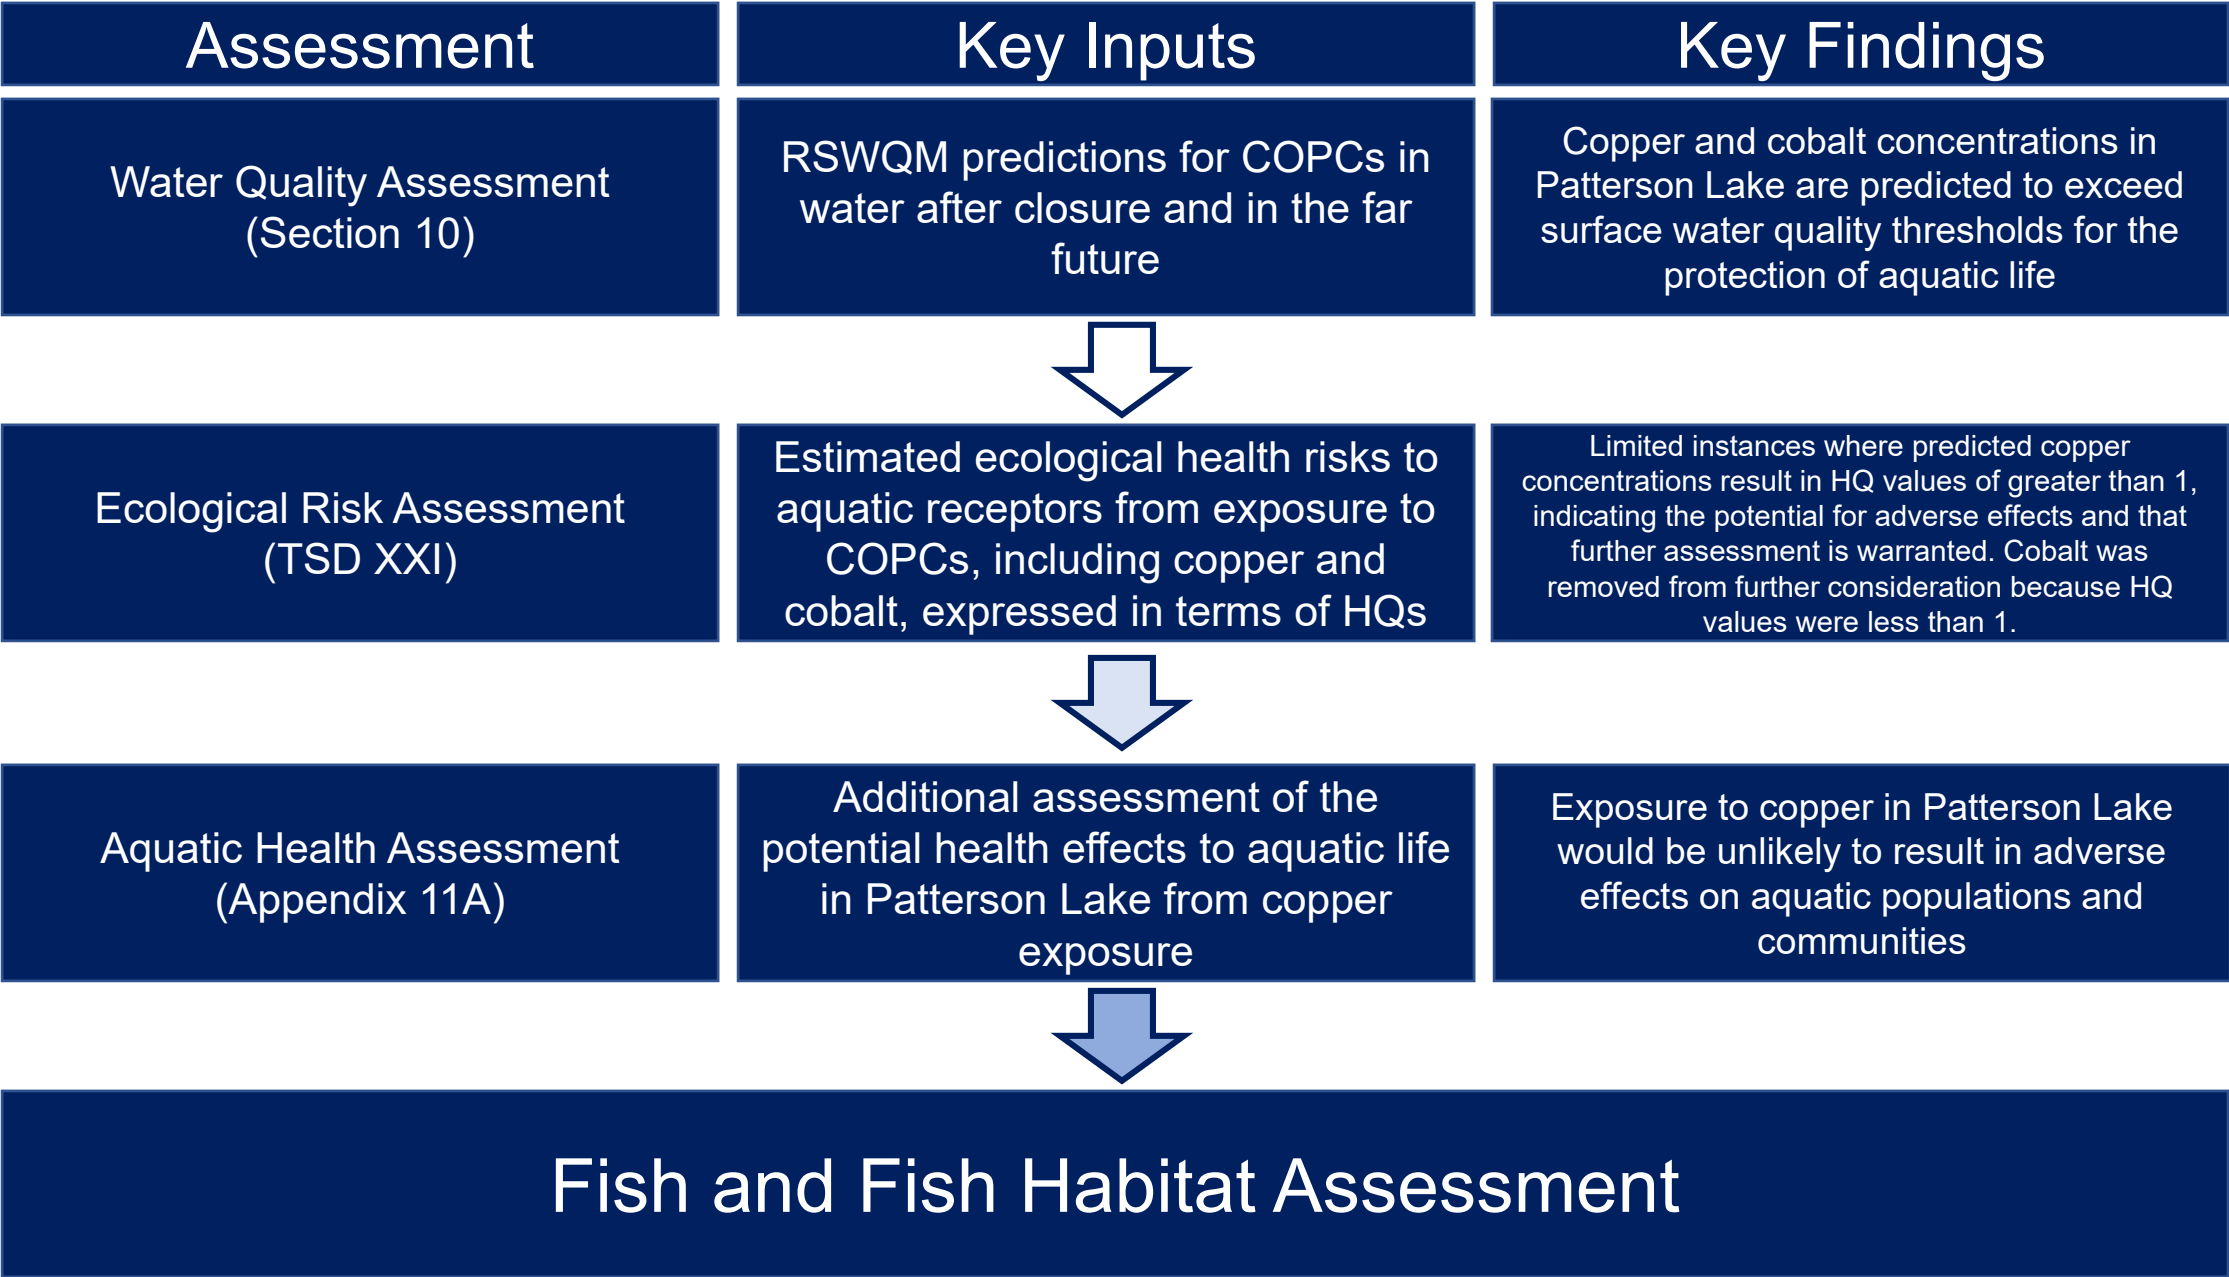 Assessment
Key Inputs
Key Findings
Water Quality Assessment
(Section 10)
RSWQM predictions for COPCs in
water after closure and in the far
future
Copper and cobalt concentrations in
Patterson Lake are predicted to exceed
surface water quality thresholds for the
protection of aquatic life
Ecological Risk Assessment
(TSD XXI)
Estimated ecological health risks to
aquatic receptors from exposure to
COPCs, including copper and
cobalt, expressed in terms of HQs
Limited instances where predicted copper
concentrations result in HQ values of greater than 1,
indicating the potential for adverse effects and that
further assessment is warranted. Cobalt was
removed from further consideration because HQ
values were less than 1.
Aquatic Health Assessment
(Appendix 11A)
Additional assessment of the
potential health effects to aquatic life
in Patterson Lake from copper
exposure
Exposure to copper in Patterson Lake
would be unlikely to result in adverse
effects on aquatic populations and
communities
Fish and Fish Habitat Assessment